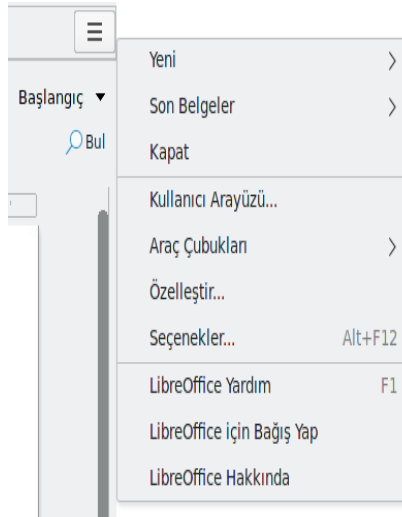 Yeni
Başlangıç
Son Belgeler
Bul
Kapat
Kullanıcı Arayüzü...
Araç Çubukları
Özelleştir...
Seçenekler... Alt+F12
LibreOffice Yardım F1
LibreOffice için Bağış Yap
LibreOffice Hakkında